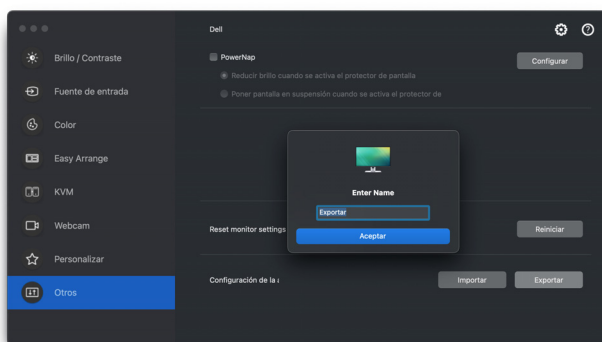 Dell
Brillo / Contraste
Fuente de entrada
Color
Easy Arrange
KVM
Webcam
Personalizar
Otros
PowerNap
Configurar
Reducir brillo cuando se activa el protector de pantalla
Poner pantalla en suspensión cuando se activa el protector de
Enter Name
Exportar
Aceptar
Reset monitor settings
Reiniciar
Configuración de la
Importar
Exportar